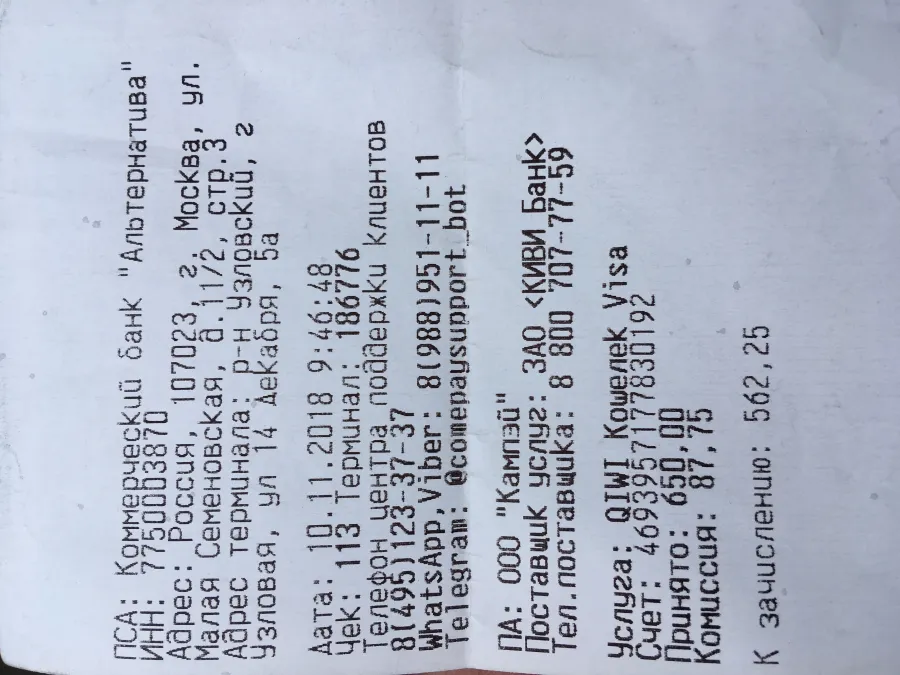 ПСА: Коммерческий банк "Альтернатива"
ИНН: 7750003870
Адрес: Россия, 107023, г. Москва, ул.
Малая Семеновская, д.11/2, стр.3
Адрес терминала: р-н Узловский, г
Узловая, ул 14 декабря, 5а
Дата: 10.11.2018 9:46:48
Чек: 113 Терминал: 186776
Телефон центра поддержки клиентов
8(495)123-37-37
WhatsApp,Viber: 8(988)951-11-11
Telegram: @comepaysupport_bot
ПА: ООО "Кампэй"
Поставщик услуг: ЗАО <КИВИ Банк>
Тел.поставщика: 8 800 707-77-59
Услуга: QIWI Кошелек Visa
Счет: 4693957177830192
Принято: 650,00
Комиссия: 87,75
К зачислению: 562,25